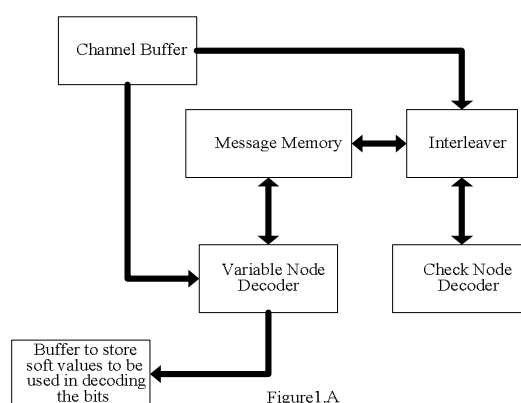 Channel Buffer
Message Memory
Interleaver
Variable Node
Decoder
Check Node
Decoder
Buffer to store
soft values to be
used in decoding
the bits
Figure1.A